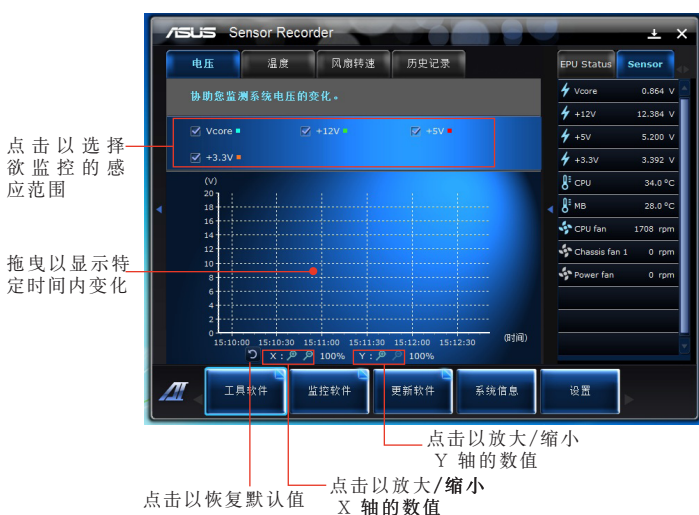 ASUS Sensor Recorder
电压 温度 风扇转速 历史记录
协助您监测系统电压的变化。
Vcore +12V +5V
+3.3V
(V)
20
18
16
14
12
10
8
6
4
2
0
15:10:00 15:10:30 15:11:00 15:11:30 15:12:00 15:12:30
(时间)
X : 100% Y : 100%
EPU Status Sensor
Vcore 0.864 V
+12V 12.384 V
+5V 5.200 V
+3.3V 3.392 V
CPU 34.0 ºC
MB 28.0 ºC
CPU fan 1708 rpm
Chassis fan 1 0 rpm
Power fan 0 rpm
AI 工具软件 监控软件 更新软件 系统信息 设置
点击以选择
欲监控的感
应范围
拖曳以显示特
定时间内变化
点击以放大/缩小
Y 轴的数值
点击以放大/缩小
X 轴的数值
点击以恢复默认值